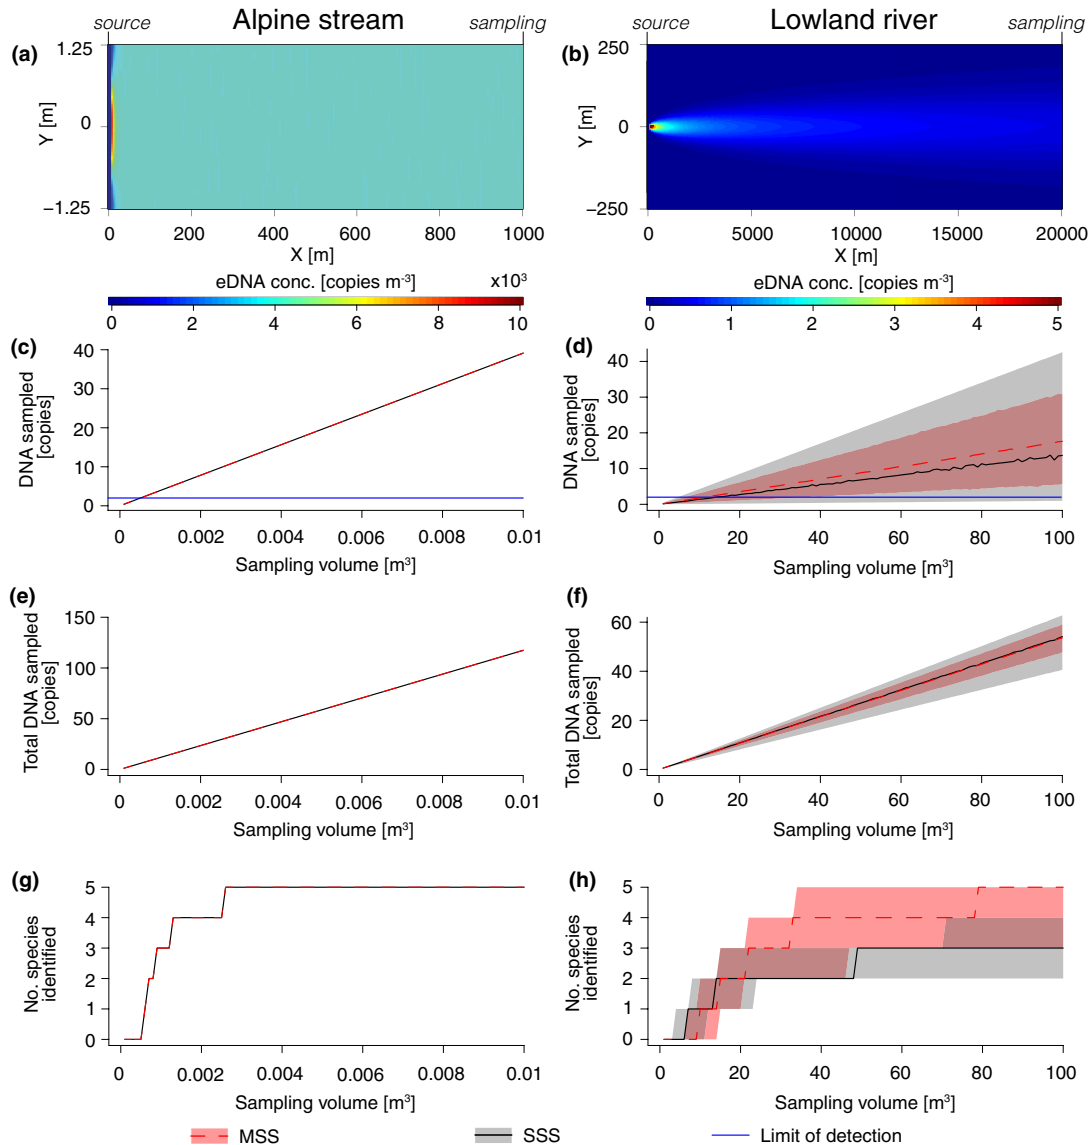 Alpine stream
Lowland river
source
sampling
source
sampling
(a)
1.25
0
−1.25
Y [m]
0
200
400
600
800
1000
X [m]
(b)
250
0
−250
Y [m]
0
5000
10000
15000
20000
X [m]
eDNA conc. [copies m⁻³]
x10³
0
2
4
6
8
10
eDNA conc. [copies m⁻³]
0
1
2
3
4
5
(c)
40
30
20
10
0
DNA sampled
[copies]
0
0.002
0.004
0.006
0.008
0.01
Sampling volume [m³]
(d)
40
30
20
10
0
DNA sampled
[copies]
0
20
40
60
80
100
Sampling volume [m³]
(e)
150
100
50
0
Total DNA sampled
[copies]
0
0.002
0.004
0.006
0.008
0.01
Sampling volume [m³]
(f)
60
40
20
0
Total DNA sampled
[copies]
0
20
40
60
80
100
Sampling volume [m³]
(g)
5
4
3
2
1
0
No. species
identified
0
0.002
0.004
0.006
0.008
0.01
Sampling volume [m³]
(h)
5
4
3
2
1
0
No. species
identified
0
20
40
60
80
100
Sampling volume [m³]
MSS
SSS
Limit of detection